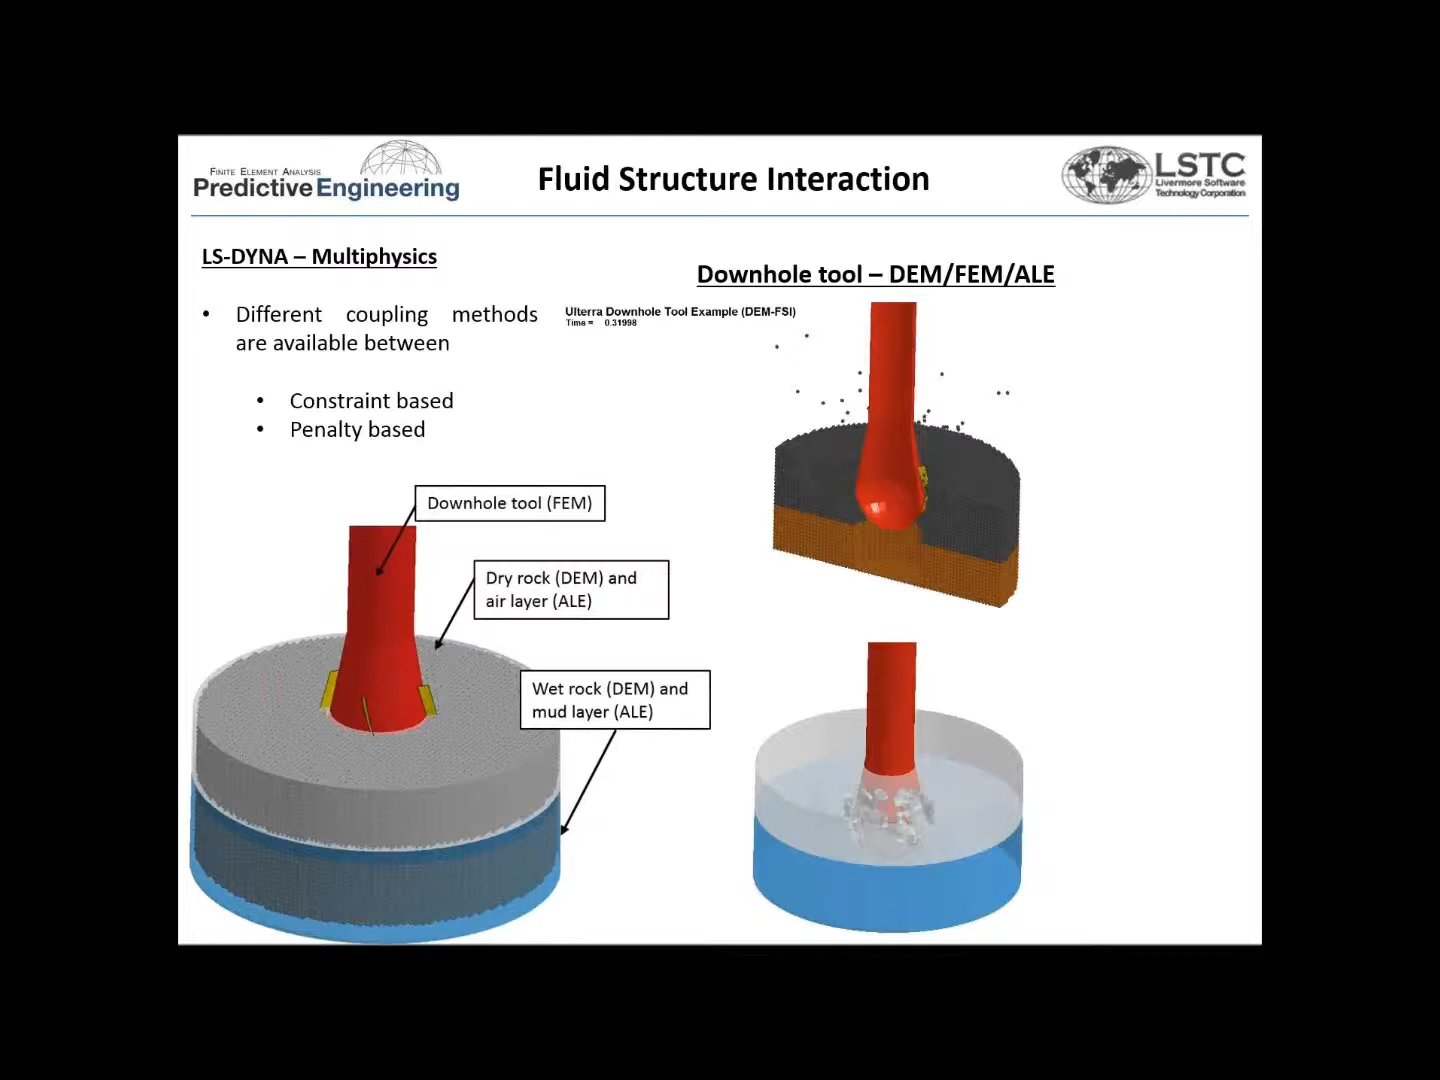 FINITE ELEMENT ANALYSIS
Predictive Engineering
Fluid Structure Interaction
LSTC
Livermore Software
Technology Corporation
LS-DYNA – Multiphysics
Downhole tool – DEM/FEM/ALE
• Different coupling methods
are available between
• Constraint based
• Penalty based
Ulterra Downhole Tool Example (DEM-FSI)
Time = 0.31998
Downhole tool (FEM)
Dry rock (DEM) and
air layer (ALE)
Wet rock (DEM) and
mud layer (ALE)